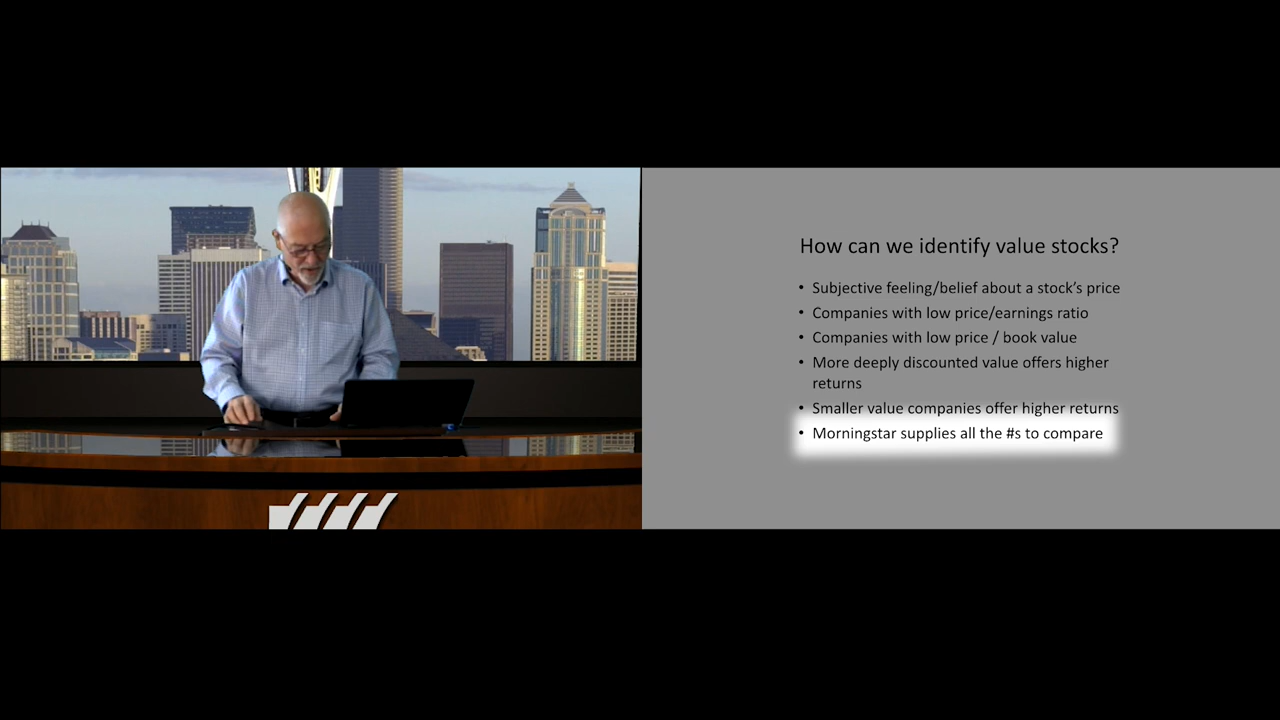 How can we identify value stocks?
• Subjective feeling/belief about a stock's price
• Companies with low price/earnings ratio
• Companies with low price / book value
• More deeply discounted value offers higher
returns
• Smaller value companies offer higher returns
• Morningstar supplies all the #s to compare